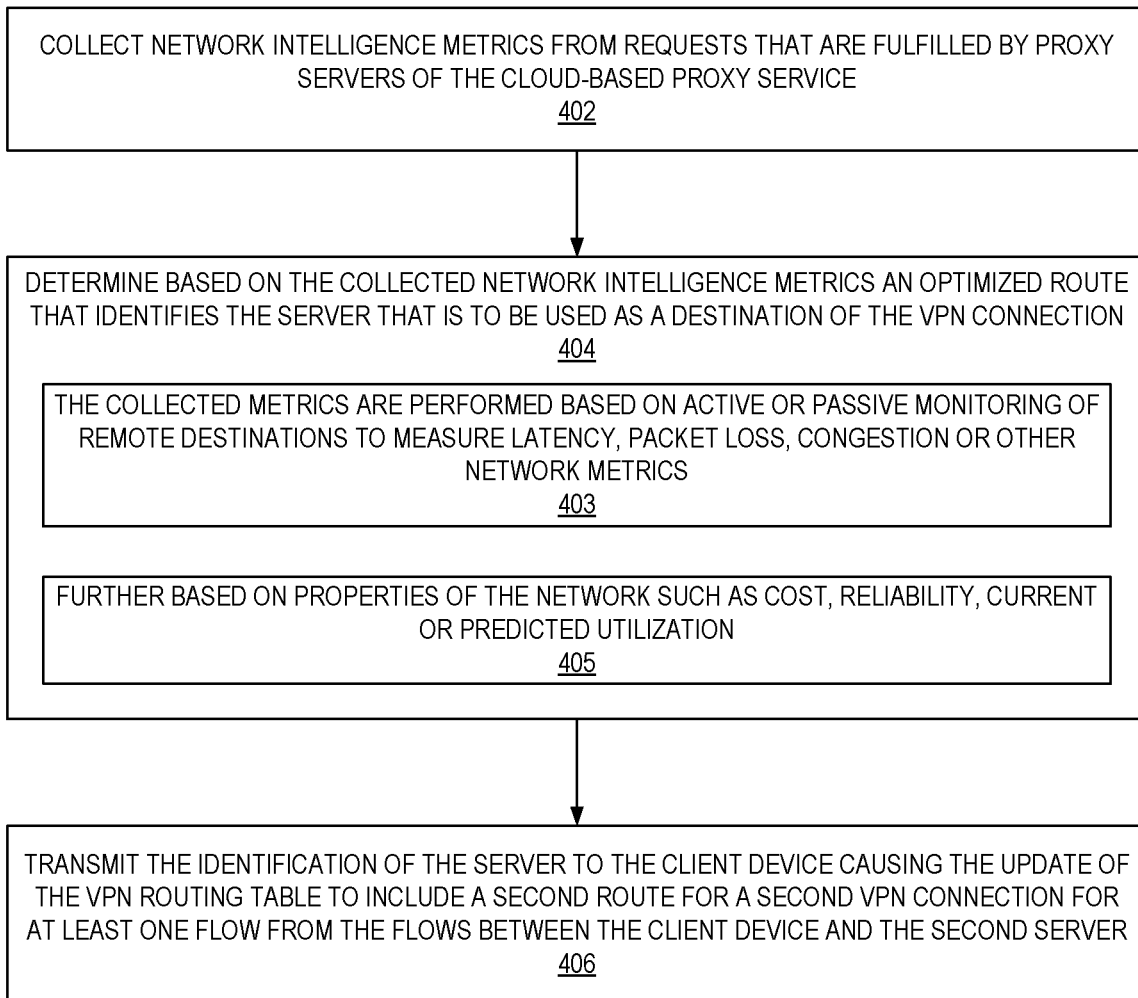 COLLECT NETWORK INTELLIGENCE METRICS FROM REQUESTS THAT ARE FULFILLED BY PROXY
SERVERS OF THE CLOUD-BASED PROXY SERVICE
402
DETERMINE BASED ON THE COLLECTED NETWORK INTELLIGENCE METRICS AN OPTIMIZED ROUTE
THAT IDENTIFIES THE SERVER THAT IS TO BE USED AS A DESTINATION OF THE VPN CONNECTION
404
THE COLLECTED METRICS ARE PERFORMED BASED ON ACTIVE OR PASSIVE MONITORING OF
REMOTE DESTINATIONS TO MEASURE LATENCY, PACKET LOSS, CONGESTION OR OTHER
NETWORK METRICS
403
FURTHER BASED ON PROPERTIES OF THE NETWORK SUCH AS COST, RELIABILITY, CURRENT
OR PREDICTED UTILIZATION
405
TRANSMIT THE IDENTIFICATION OF THE SERVER TO THE CLIENT DEVICE CAUSING THE UPDATE OF
THE VPN ROUTING TABLE TO INCLUDE A SECOND ROUTE FOR A SECOND VPN CONNECTION FOR
AT LEAST ONE FLOW FROM THE FLOWS BETWEEN THE CLIENT DEVICE AND THE SECOND SERVER
406